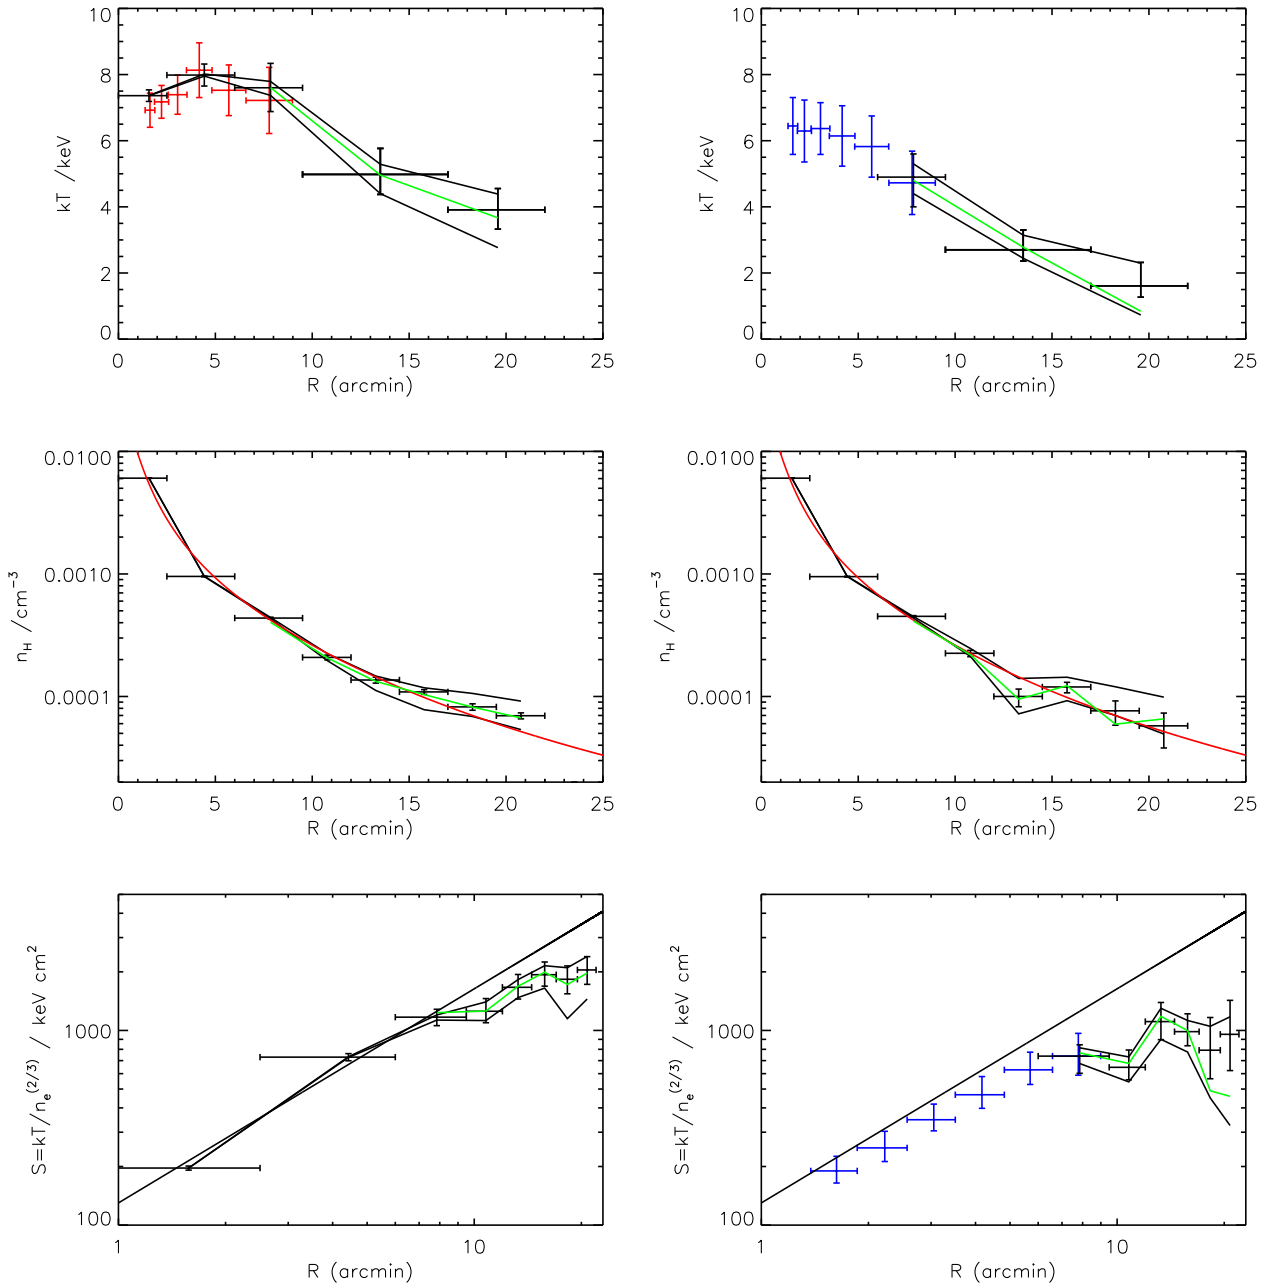 10
8
6
4
2
0
kT /keV
0 5 10 15 20 25
R (arcmin)
10
8
6
4
2
0
kT /keV
0 5 10 15 20 25
R (arcmin)
0.0100
0.0010
0.0001
n_H /cm^-3
0 5 10 15 20 25
R (arcmin)
0.0100
0.0010
0.0001
n_H /cm^-3
0 5 10 15 20 25
R (arcmin)
1000
100
S=kT/n_e^(2/3) / keV cm^2
1 10
R (arcmin)
1000
100
S=kT/n_e^(2/3) / keV cm^2
1 10
R (arcmin)